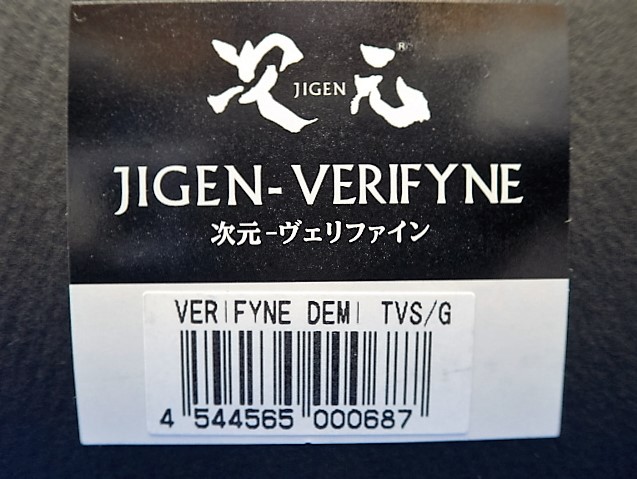 次 JIGEN 元®
JIGEN-VERIFYNE
次元-ヴェリファイン
VERIFYNE DEMI TVS/G
4 544565 000687